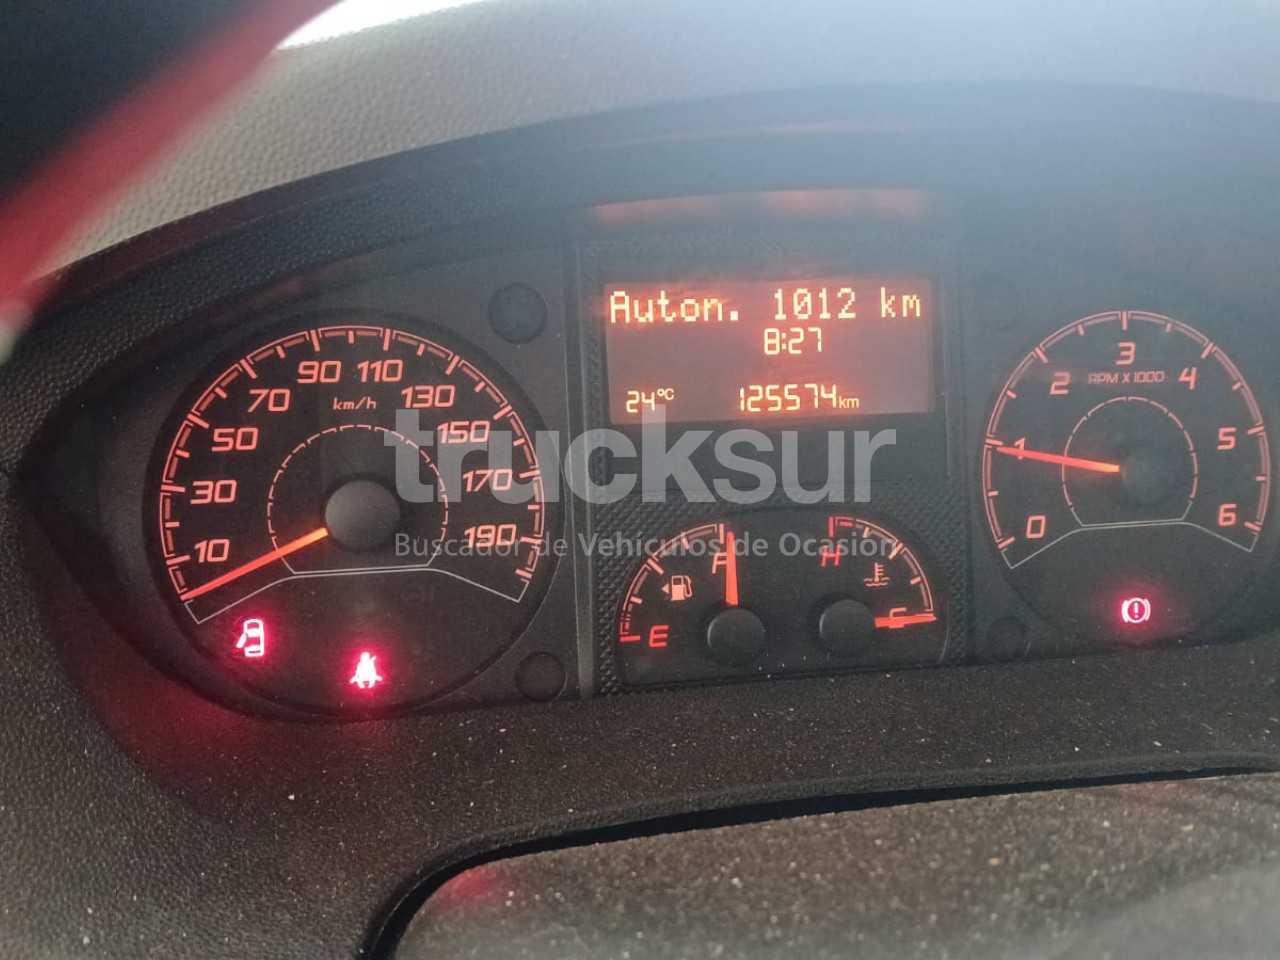 Auton. 1012 km
8:27
24°C 125574km
10 30 50 70 90 110 130 150 170 190
km/h
0 1 2 3 4 5 6
RPM X 1000
trucksur
Buscador de Vehículos de Ocasión
E F
H C